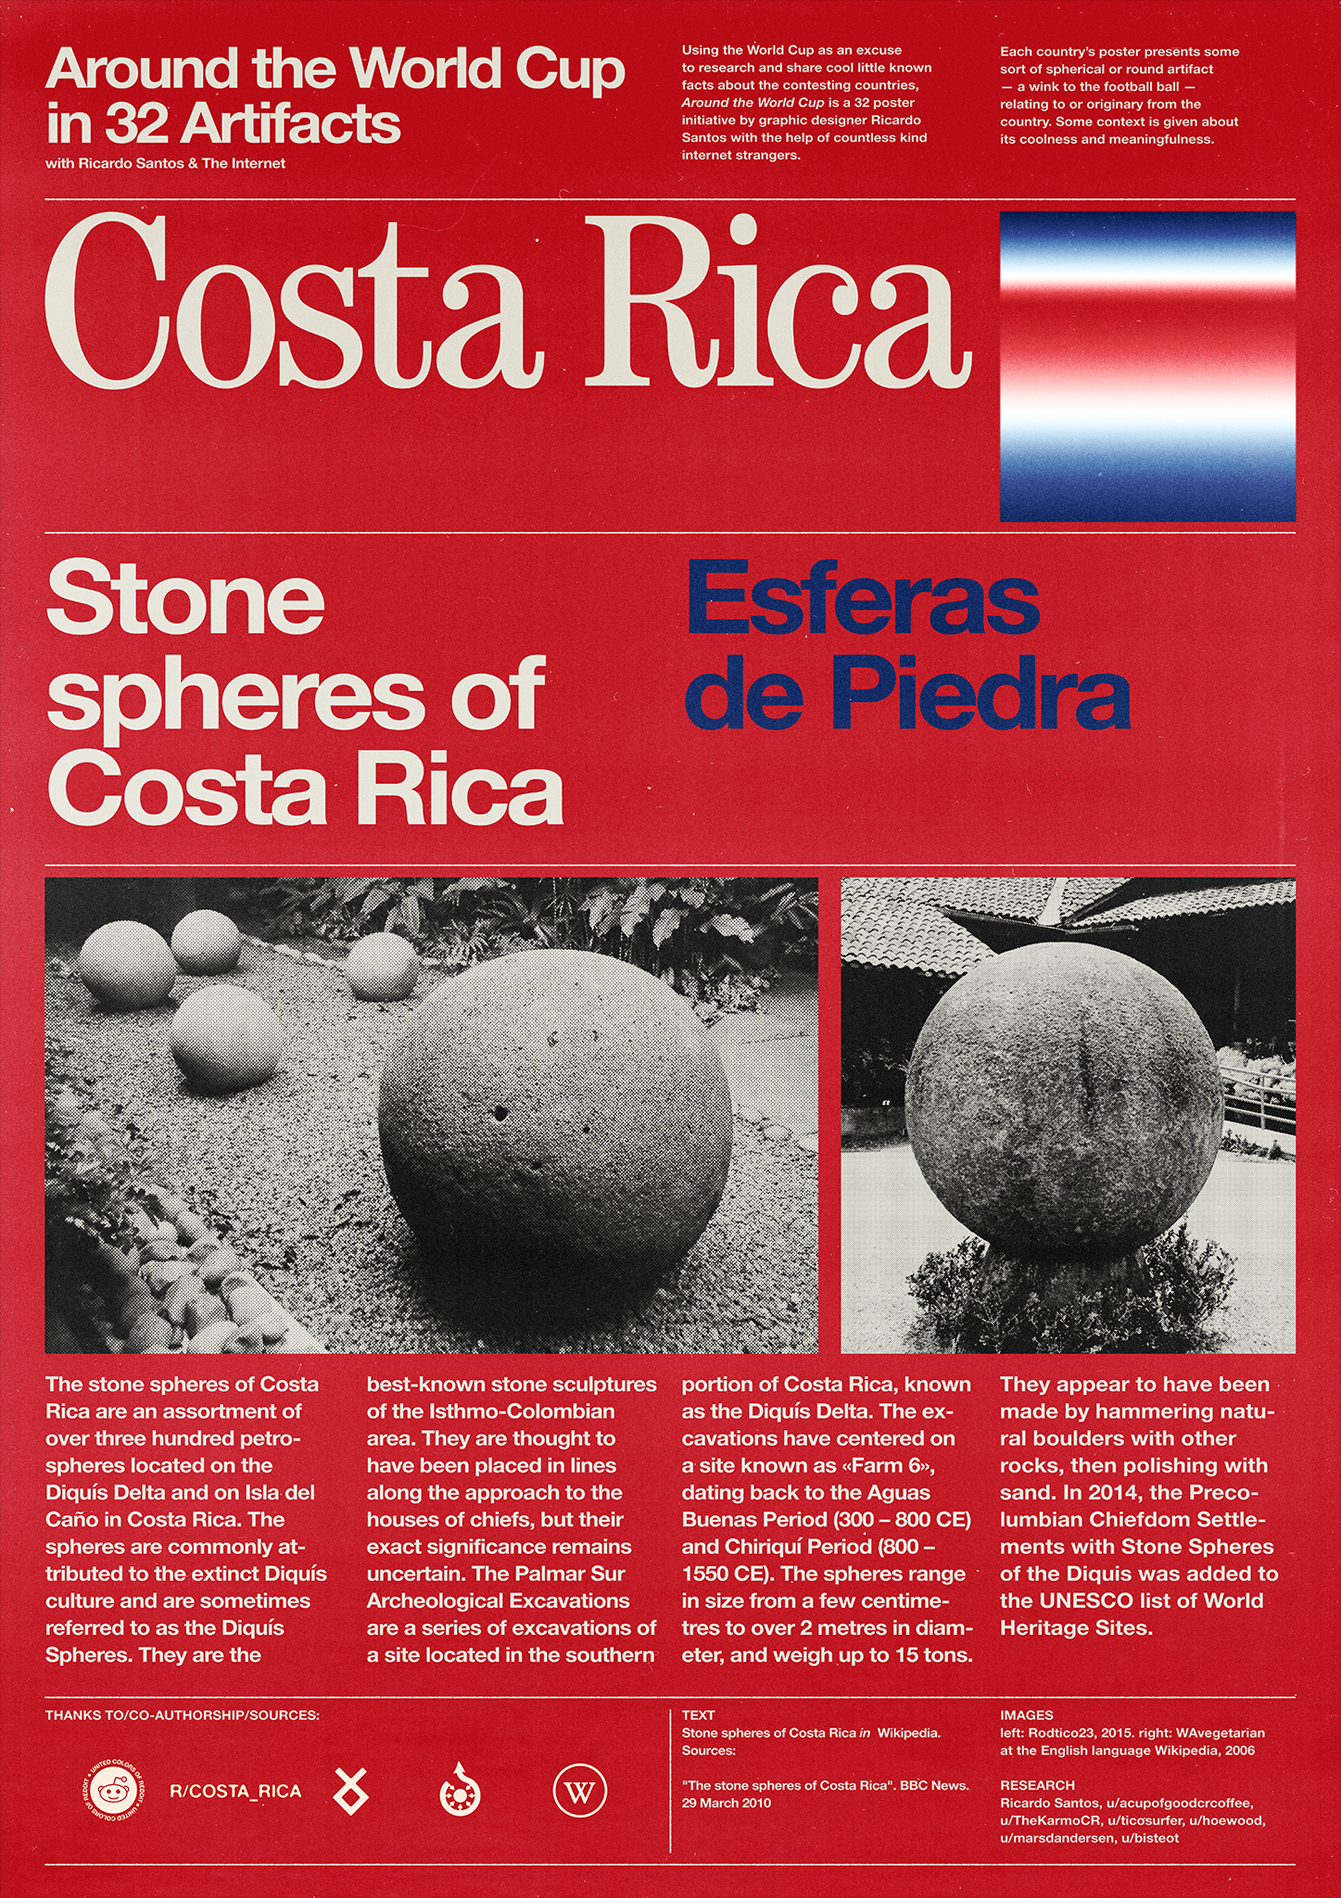 Around the World Cup
in 32 Artifacts
with Ricardo Santos & The Internet
Using the World Cup as an excuse
to research and share cool little known
facts about the contesting countries,
Around the World Cup is a 32 poster
initiative by graphic designer Ricardo
Santos with the help of countless kind
internet strangers.
Each country's poster presents some
sort of spherical or round artifact
— a wink to the football ball —
relating to or originary from the
country. Some context is given about
its coolness and meaningfulness.
Costa Rica
Stone
spheres of
Costa Rica
Esferas
de Piedra
The stone spheres of Costa
Rica are an assortment of
over three hundred petro-
spheres located on the
Diquís Delta and on Isla del
Caño in Costa Rica. The
spheres are commonly at-
tributed to the extinct Diquís
culture and are sometimes
referred to as the Diquís
Spheres. They are the
best-known stone sculptures
of the Isthmo-Colombian
area. They are thought to
have been placed in lines
along the approach to the
houses of chiefs, but their
exact significance remains
uncertain. The Palmar Sur
Archeological Excavations
are a series of excavations of
a site located in the southern
portion of Costa Rica, known
as the Diquís Delta. The ex-
cavations have centered on
a site known as «Farm 6»,
dating back to the Aguas
Buenas Period (300 – 800 CE)
and Chiriquí Period (800 –
1550 CE). The spheres range
in size from a few centime-
tres to over 2 metres in diam-
eter, and weigh up to 15 tons.
They appear to have been
made by hammering natu-
ral boulders with other
rocks, then polishing with
sand. In 2014, the Preco-
lumbian Chiefdom Settle-
ments with Stone Spheres
of the Diquis was added to
the UNESCO list of World
Heritage Sites.
THANKS TO/CO-AUTHORSHIP/SOURCES:
UNITED COLORS OF REDDIT • UNITED COLORS OF REDDIT •
R/COSTA_RICA
W
TEXT
Stone spheres of Costa Rica in Wikipedia.
Sources:
"The stone spheres of Costa Rica". BBC News.
29 March 2010
IMAGES
left: Rodtico23, 2015. right: WAvegetarian
at the English language Wikipedia, 2006
RESEARCH
Ricardo Santos, u/acupofgoodcrcoffee,
u/TheKarmoCR, u/ticosurfer, u/hoewood,
u/marsdandersen, u/bisteot